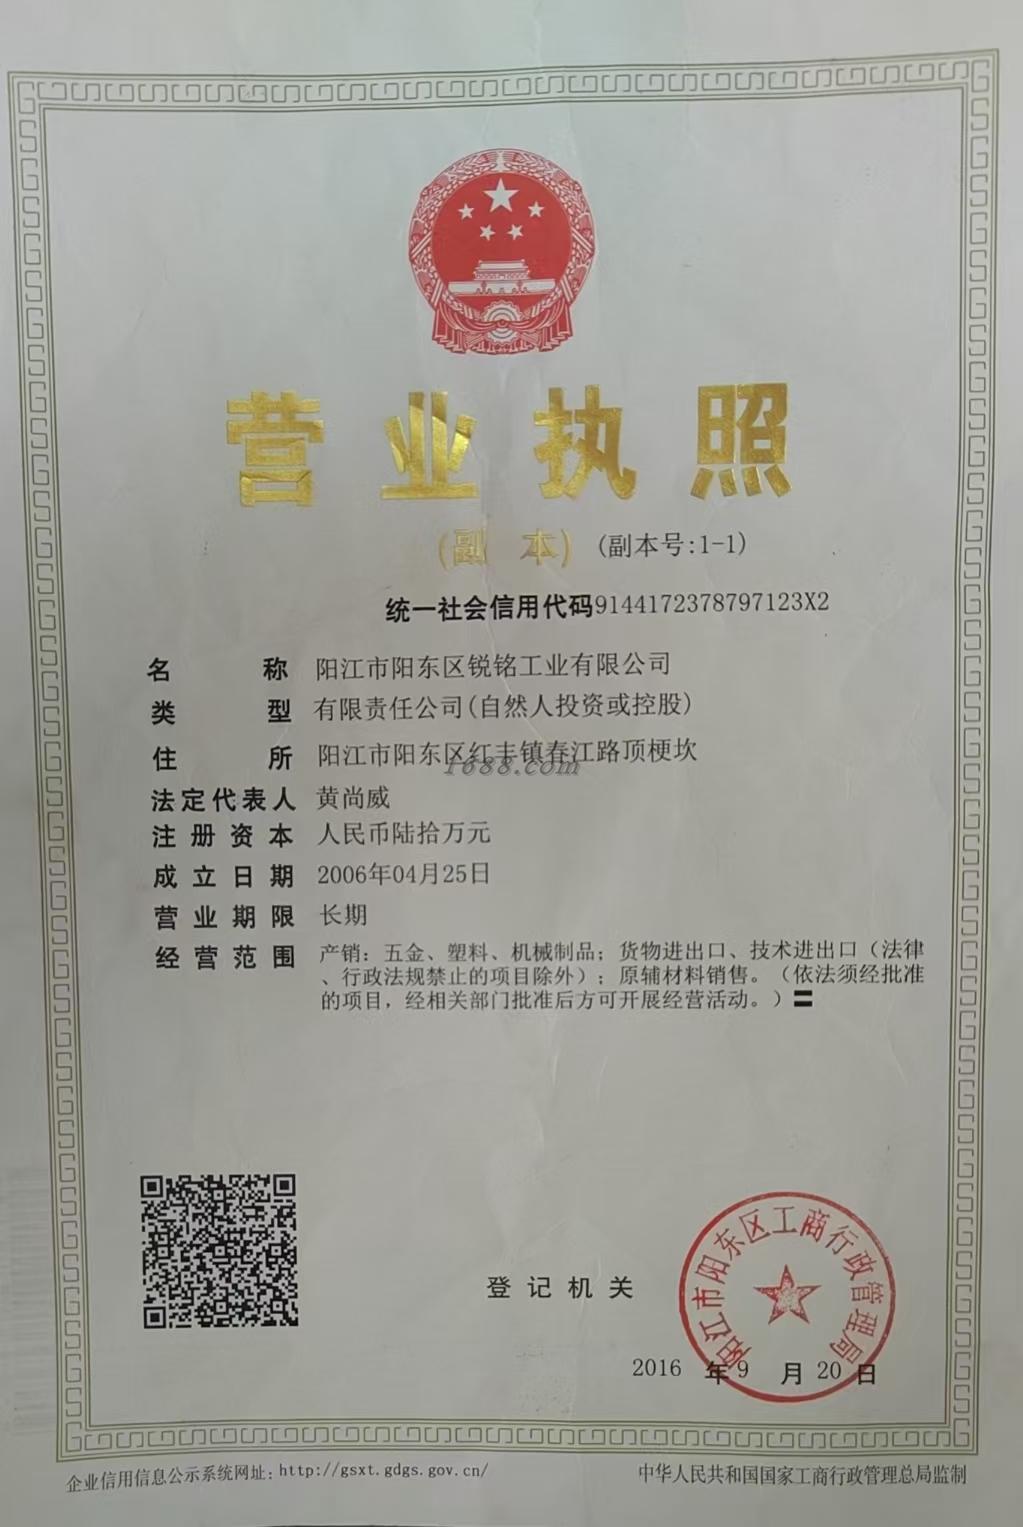 营业执照
(副 本) (副本号:1-1)
统一社会信用代码9144172378797123X2
名 称 阳江市阳东区锐铭工业有限公司
类 型 有限责任公司(自然人投资或控股)
住 所 阳江市阳东区红丰镇春江路顶梗坎
1688.com
法定代表人 黄尚威
注册资本 人民币陆拾万元
成立日期 2006年04月25日
营业期限 长期
经营范围 产销：五金、塑料、机械制品；货物进出口、技术进出口（法律
、行政法规禁止的项目除外）；原辅材料销售。（依法须经批准
的项目，经相关部门批准后方可开展经营活动。）〓
阳江市阳东区工商行政管理局
登记机关
2016 年 9 月 20 日
企业信用信息公示系统网址：http://gsxt.gdgs.gov.cn/
中华人民共和国国家工商行政管理总局监制